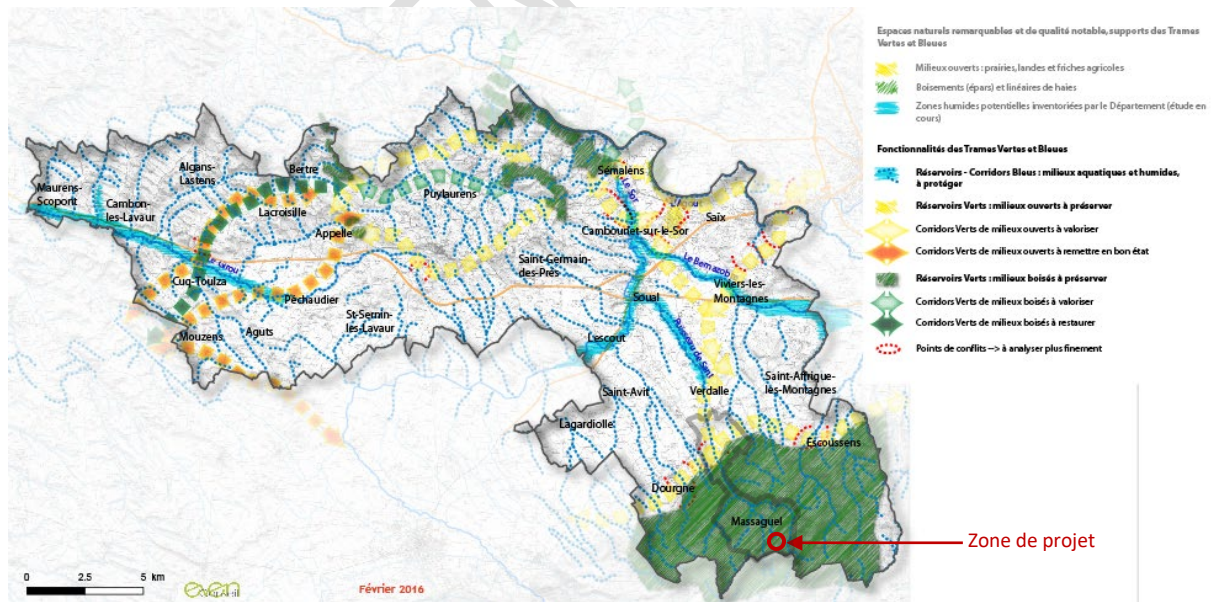 Espaces naturels remarquables et de qualité notable, supports des Trames
Vertes et Bleues
Milieux ouverts : prairies, landes et friches agricoles
Boisements (épars) et linéaires de haies
Zones humides potentielles inventoriées par le Département (étude en
cours)
Fonctionnalités des Trames Vertes et Bleues
Réservoirs - Corridors Bleus : milieux aquatiques et humides,
à protéger
Réservoirs Verts : milieux ouverts à préserver
Corridors Verts de milieux ouverts à valoriser
Corridors Verts de milieux ouverts à remettre en bon état
Réservoirs Verts : milieux boisés à préserver
Corridors Verts de milieux boisés à valoriser
Corridors Verts de milieux boisés à restaurer
Points de conflits --> à analyser plus finement
Maurens-
Scopont
Cambon-
les-Lavaur
Algans-
Lastens
Bertre
Lacroisille
Appelle
Puylaurens
Sémalens
Le Sor
L'Agout
Saix
Cambounet-sur-le-Sor
Le Bernazob
Viviers-les-
Montagnes
Saint-Germain-
des-Prés
Soual
Le Girou
Cuq-Toulza
Péchaudier
Mouzens
Aguts
St-Sernin-
lès-Lavaur
Lescout
Saint-Avit
Verdalle
Saint-Affrique-
lès-Montagnes
Lagardiolle
Escoussens
Dourgne
Massaguel
Zone de projet
0 2.5 5 km
Février 2016